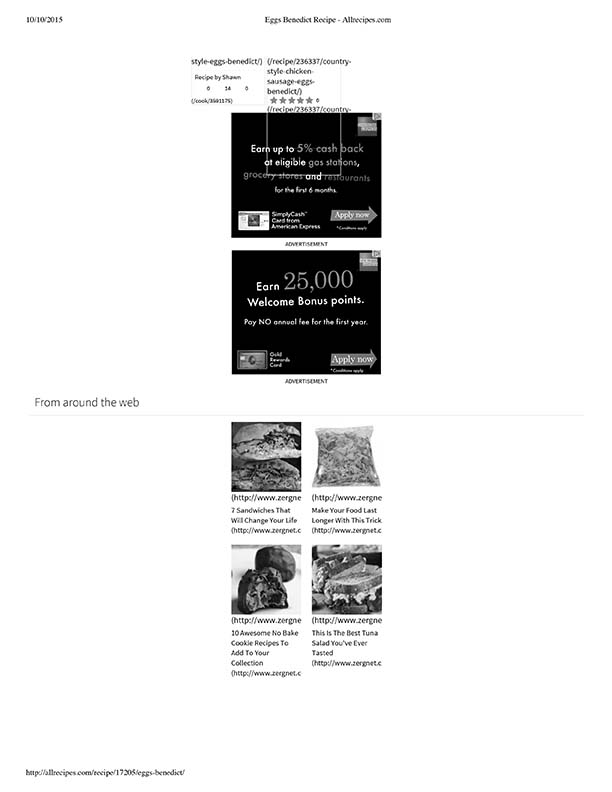 10/10/2015 Eggs Benedict Recipe - Allrecipes.com
style-eggs-benedict/)
Recipe by Shawn
0 14 0
(/cook/3501175)
(/recipe/236337/country-
style-chicken-
sausage-eggs-
benedict/)
6
(/recipe/236337/country-
Earn up to 5% cash back
at eligible gas stations,
grocery stores and restaurants
for the first 6 months.
SimplyCash™
Card from
American Express
Apply now
*Conditions apply
ADVERTISEMENT
Earn 25,000
Welcome Bonus points.
Pay NO annual fee for the first year.
Gold
Rewards
Card
Apply now
*Conditions apply
ADVERTISEMENT
From around the web
(http://www.zergne
7 Sandwiches That
Will Change Your Life
(http://www.zergnet.c
(http://www.zergne
Make Your Food Last
Longer With This Trick
(http://www.zergnet.c
(http://www.zergne
10 Awesome No Bake
Cookie Recipes To
Add To Your
Collection
(http://www.zergnet.c
(http://www.zergne
This Is The Best Tuna
Salad You've Ever
Tasted
(http://www.zergnet.c
http://allrecipes.com/recipe/17205/eggs-benedict/